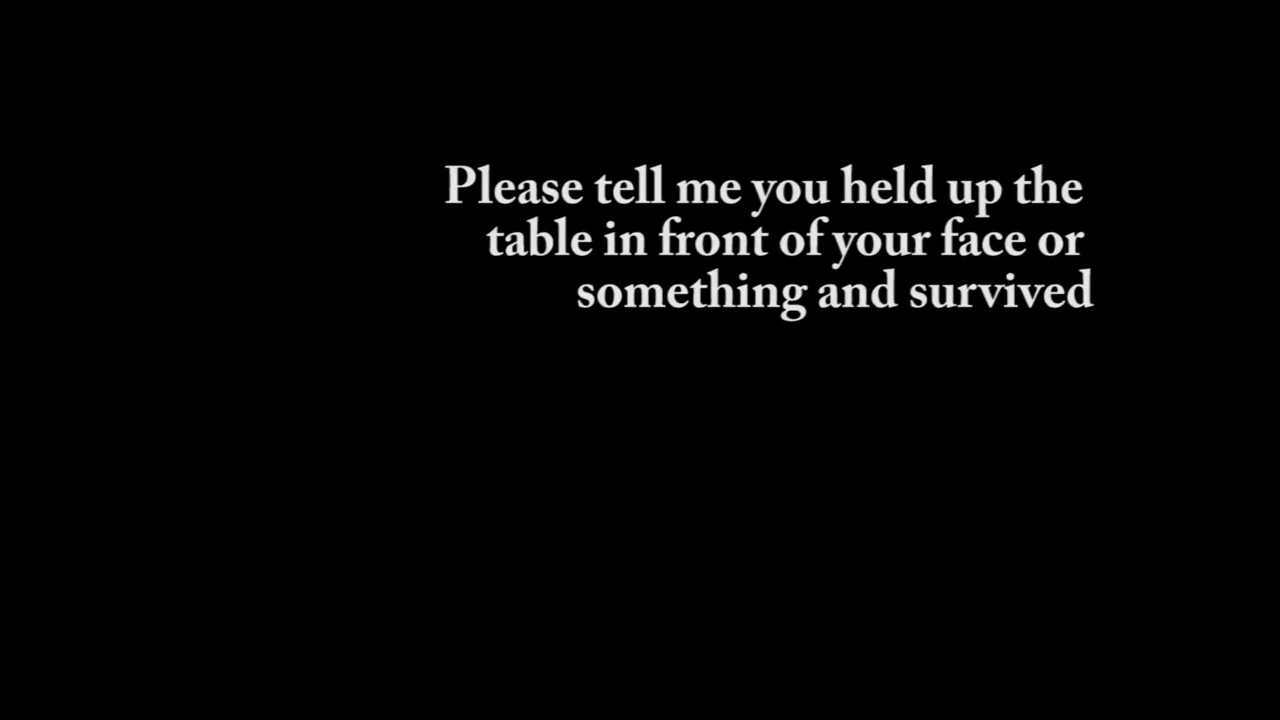 Please tell me you held up the
table in front of your face or
something and survived